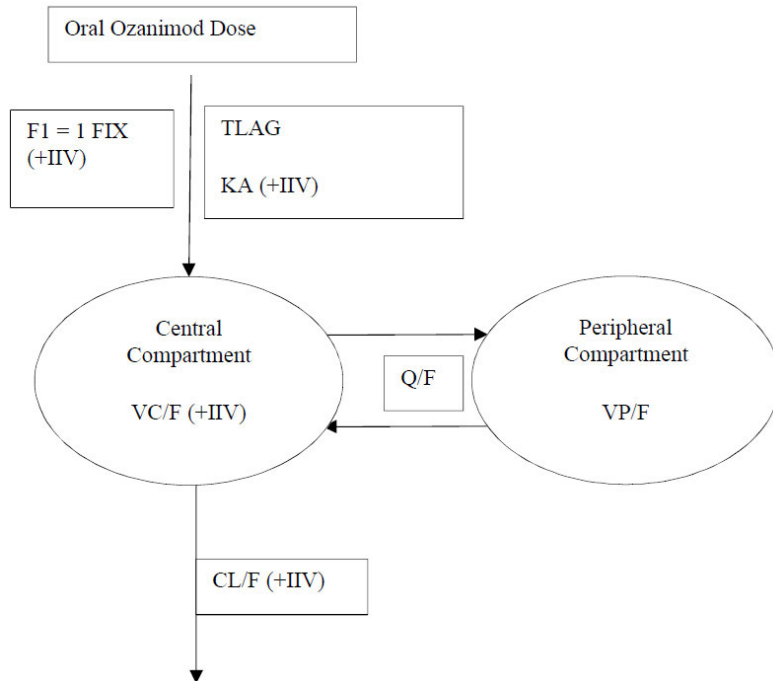 Oral Ozanimod Dose
F1 = 1 FIX
(+IIV)
TLAG
KA (+IIV)
Central
Compartment
VC/F (+IIV)
Q/F
Peripheral
Compartment
VP/F
CL/F (+IIV)